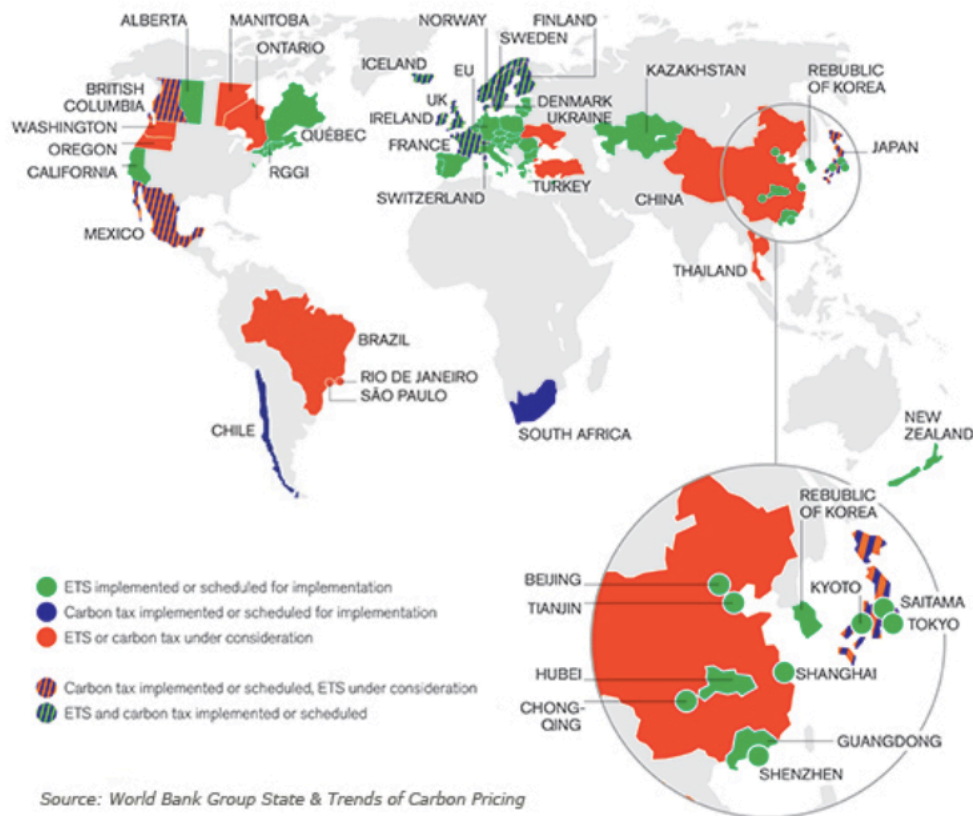 ALBERTA
MANITOBA
ONTARIO
NORWAY
FINLAND
SWEDEN
ICELAND
EU
KAZAKHSTAN
REBUBLIC
OF KOREA
BRITISH
COLUMBIA
UK
DENMARK
UKRAINE
WASHINGTON
IRELAND
QUÉBEC
OREGON
FRANCE
JAPAN
CALIFORNIA
RGGI
TURKEY
SWITZERLAND
CHINA
MEXICO
THAILAND
BRAZIL
RIO DE JANEIRO
SÃO PAULO
CHILE
SOUTH AFRICA
NEW
ZEALAND
REBUBLIC
OF KOREA
BEIJING
KYOTO
TIANJIN
SAITAMA
TOKYO
HUBEI
SHANGHAI
CHONG-
QING
GUANGDONG
SHENZHEN
ETS implemented or scheduled for implementation
Carbon tax implemented or scheduled for implementation
ETS or carbon tax under consideration
Carbon tax implemented or scheduled, ETS under consideration
ETS and carbon tax implemented or scheduled
Source: World Bank Group State & Trends of Carbon Pricing